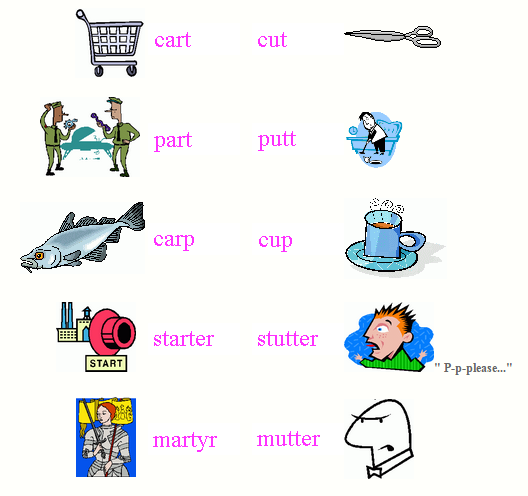 cart cut
part putt
carp cup
starter stutter
START
" P-p-please..."
martyr mutter